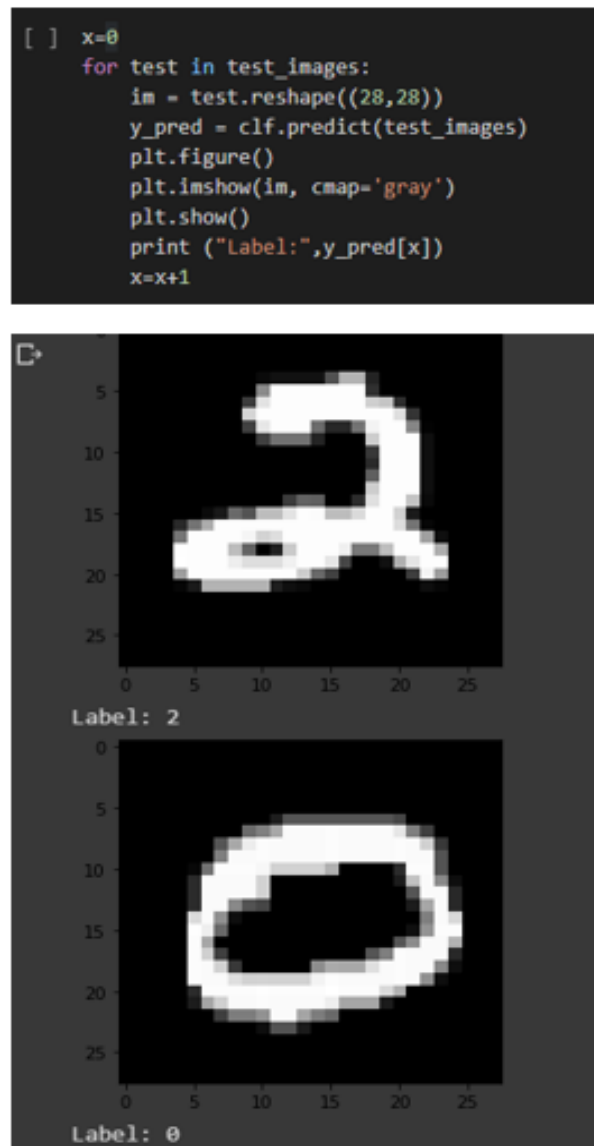 [ ] x=0
for test in test_images:
im = test.reshape((28,28))
y_pred = clf.predict(test_images)
plt.figure()
plt.imshow(im, cmap='gray')
plt.show()
print ("Label:",y_pred[x])
x=x+1
5
10
15
20
25
0 5 10 15 20 25
Label: 2
0
5
10
15
20
25
0 5 10 15 20 25
Label: 0